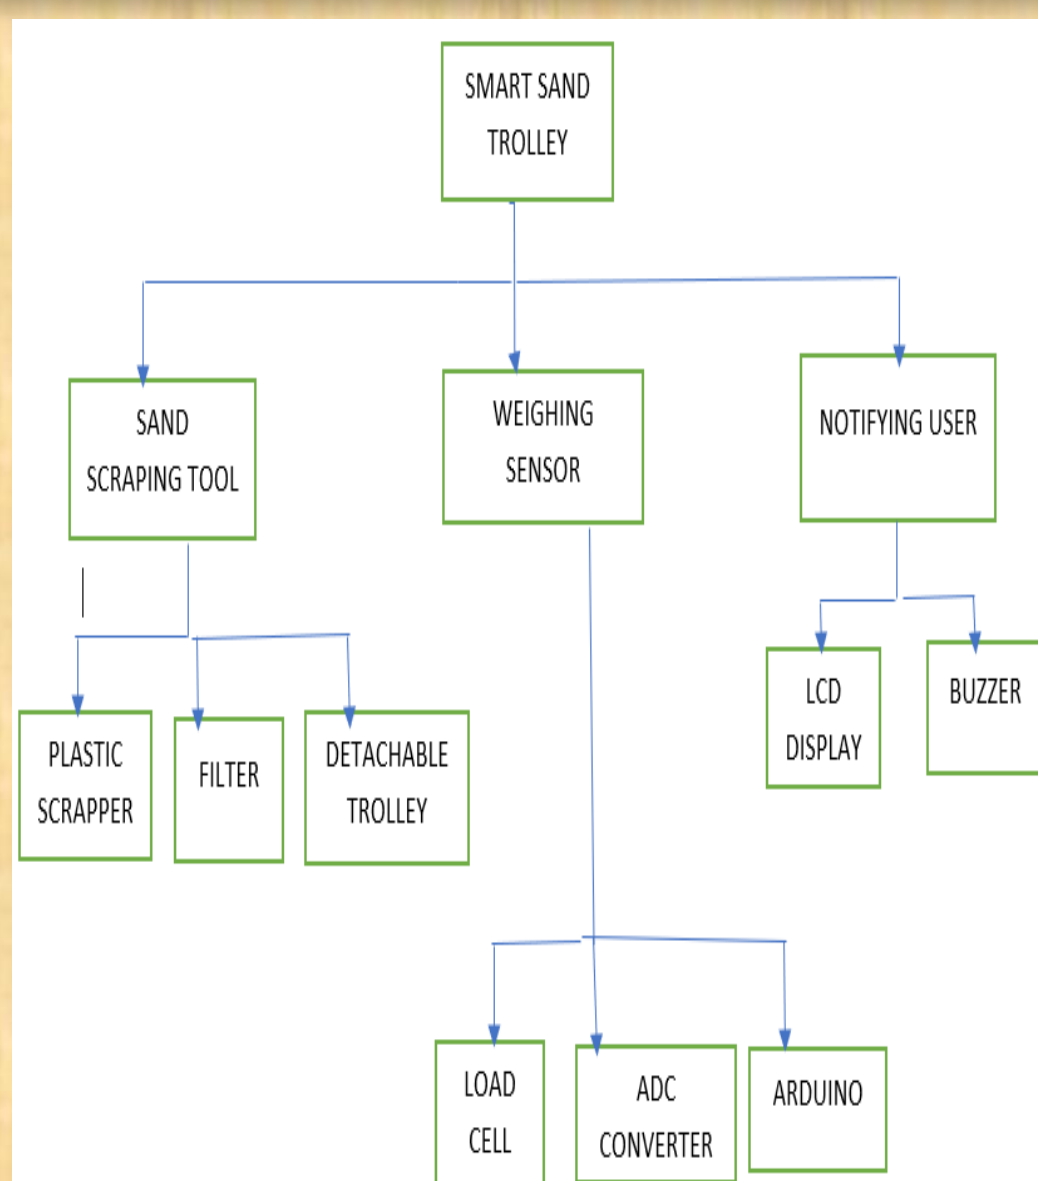 SMART SAND
TROLLEY
SAND
SCRAPING TOOL
WEIGHING
SENSOR
NOTIFYING USER
PLASTIC
SCRAPPER
FILTER
DETACHABLE
TROLLEY
LCD
DISPLAY
BUZZER
LOAD
CELL
ADC
CONVERTER
ARDUINO